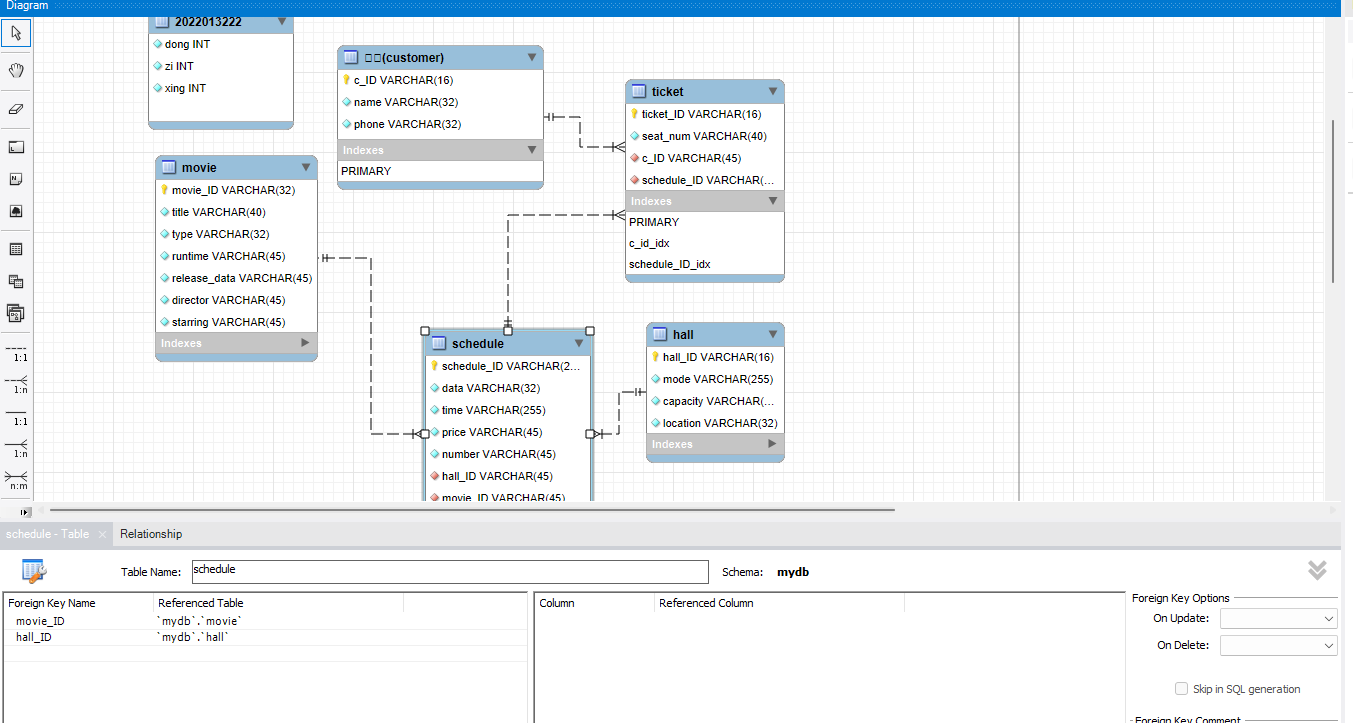 Diagram
2022013222
dong INT
zi INT
xing INT
(customer)
c_ID VARCHAR(16)
name VARCHAR(32)
phone VARCHAR(32)
Indexes
PRIMARY
ticket
ticket_ID VARCHAR(16)
seat_num VARCHAR(40)
c_ID VARCHAR(45)
schedule_ID VARCHAR(...
Indexes
PRIMARY
c_id_idx
schedule_ID_idx
movie
movie_ID VARCHAR(32)
title VARCHAR(40)
type VARCHAR(32)
runtime VARCHAR(45)
release_data VARCHAR(45)
director VARCHAR(45)
starring VARCHAR(45)
Indexes
schedule
schedule_ID VARCHAR(2...
data VARCHAR(32)
time VARCHAR(255)
price VARCHAR(45)
number VARCHAR(45)
hall_ID VARCHAR(45)
movie_ID VARCHAR(45)
hall
hall_ID VARCHAR(16)
mode VARCHAR(255)
capacity VARCHAR(...
location VARCHAR(32)
Indexes
1:1
1:n
1:1
1:n
n:m
schedule - Table
Relationship
Table Name:
schedule
Schema:
mydb
Foreign Key Name
Referenced Table
movie_ID
`mydb`.`movie`
hall_ID
`mydb`.`hall`
Column
Referenced Column
Foreign Key Options
On Update:
On Delete:
Skip in SQL generation
Foreign Key Comment